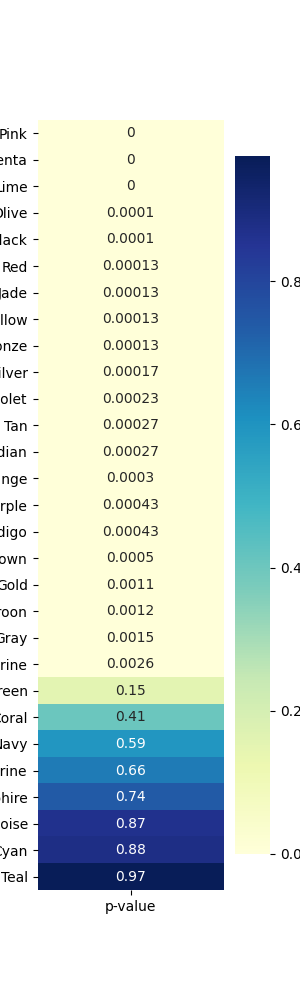 Pink 0
enta 0
ime 0
Olive 0.0001
lack 0.0001
Red 0.00013
Jade 0.00013
llow 0.00013
onze 0.00013
ilver 0.00017
olet 0.00023
Tan 0.00027
dian 0.00027
nge 0.0003
rple 0.00043
digo 0.00043
own 0.0005
Gold 0.0011
roon 0.0012
Gray 0.0015
rine 0.0026
reen 0.15
Coral 0.41
Navy 0.59
rine 0.66
hire 0.74
oise 0.87
Cyan 0.88
Teal 0.97
p-value
0.8
0.6
0.4
0.2
0.0